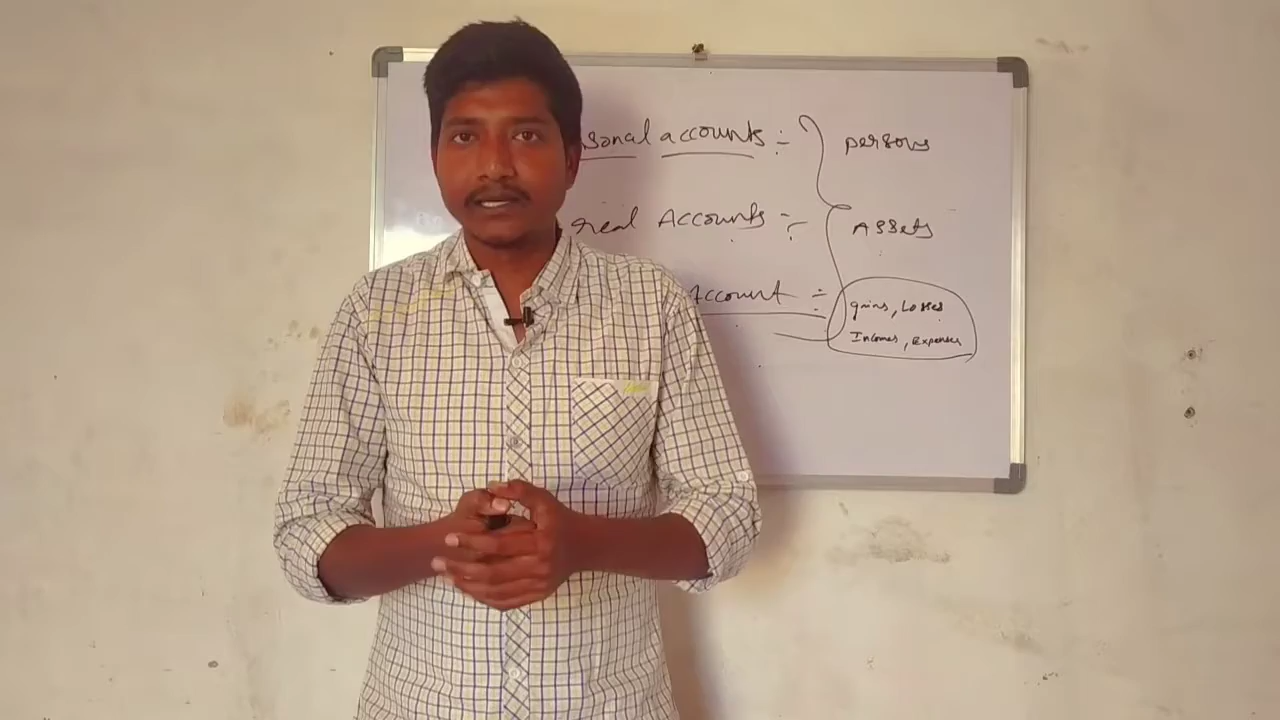 sonal accounts :- persons
real Accounts :- Assets
Account :- gains, Losses
Incomes, Expenses